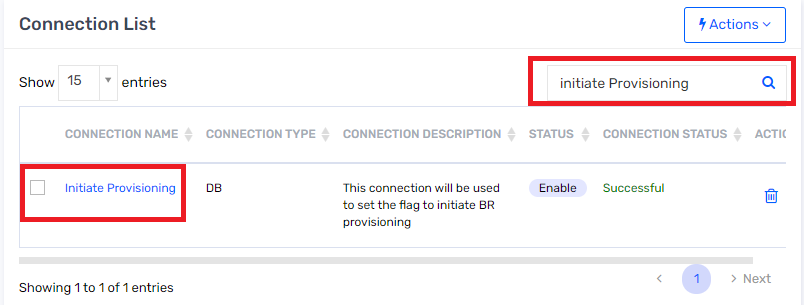 Connection List
Actions
Show 15 entries
initiate Provisioning
CONNECTION NAME CONNECTION TYPE CONNECTION DESCRIPTION STATUS CONNECTION STATUS ACTIC
Initiate Provisioning DB This connection will be used Enable Successful
to set the flag to initiate BR
provisioning
1 Next
Showing 1 to 1 of 1 entries